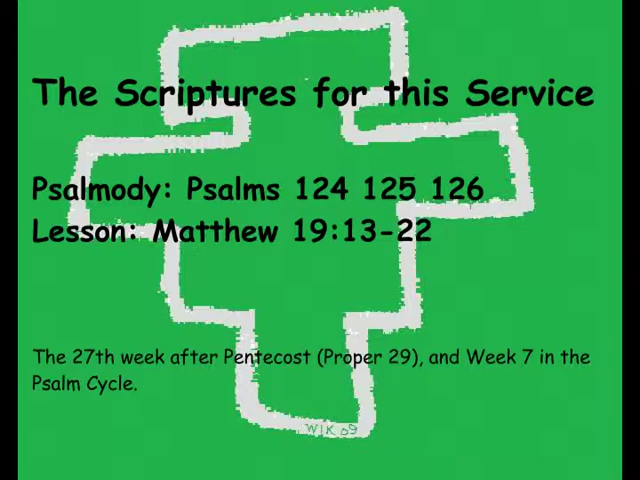 The Scriptures for this Service
Psalmody: Psalms 124 125 126
Lesson: Matthew 19:13-22
The 27th week after Pentecost (Proper 29), and Week 7 in the
Psalm Cycle.
WIK 09